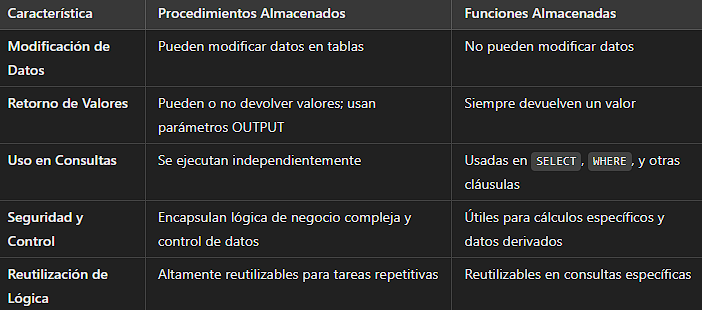 Característica Procedimientos Almacenados Funciones Almacenadas
Modificación de Datos Pueden modificar datos en tablas No pueden modificar datos
Retorno de Valores Pueden o no devolver valores; usan parámetros OUTPUT Siempre devuelven un valor
Uso en Consultas Se ejecutan independientemente Usadas en SELECT, WHERE, y otras cláusulas
Seguridad y Control Encapsulan lógica de negocio compleja y control de datos Útiles para cálculos específicos y datos derivados
Reutilización de Lógica Altamente reutilizables para tareas repetitivas Reutilizables en consultas específicas